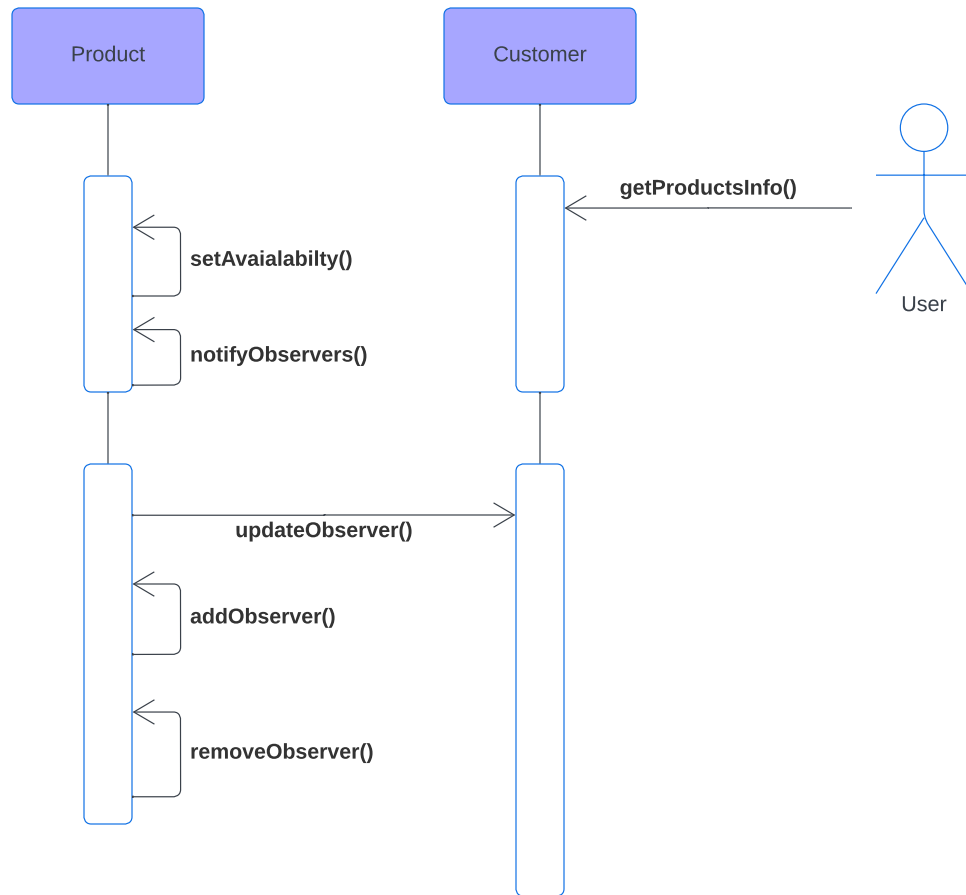 Product
Customer
getProductsInfo()
setAvaialabilty()
User
notifyObservers()
updateObserver()
addObserver()
removeObserver()